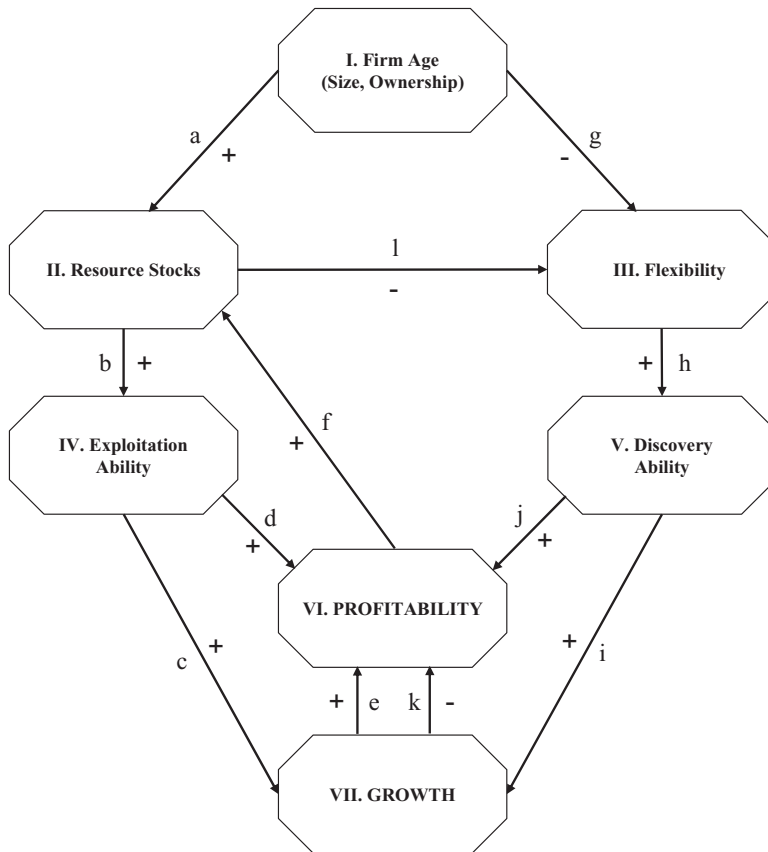 I. Firm Age
(Size, Ownership)
a
+
g
-
II. Resource Stocks
l
-
III. Flexibility
b
+
f
+
+
h
IV. Exploitation
Ability
V. Discovery
Ability
d
+
j
+
VI. PROFITABILITY
c
+
+
i
+
e
k
-
VII. GROWTH